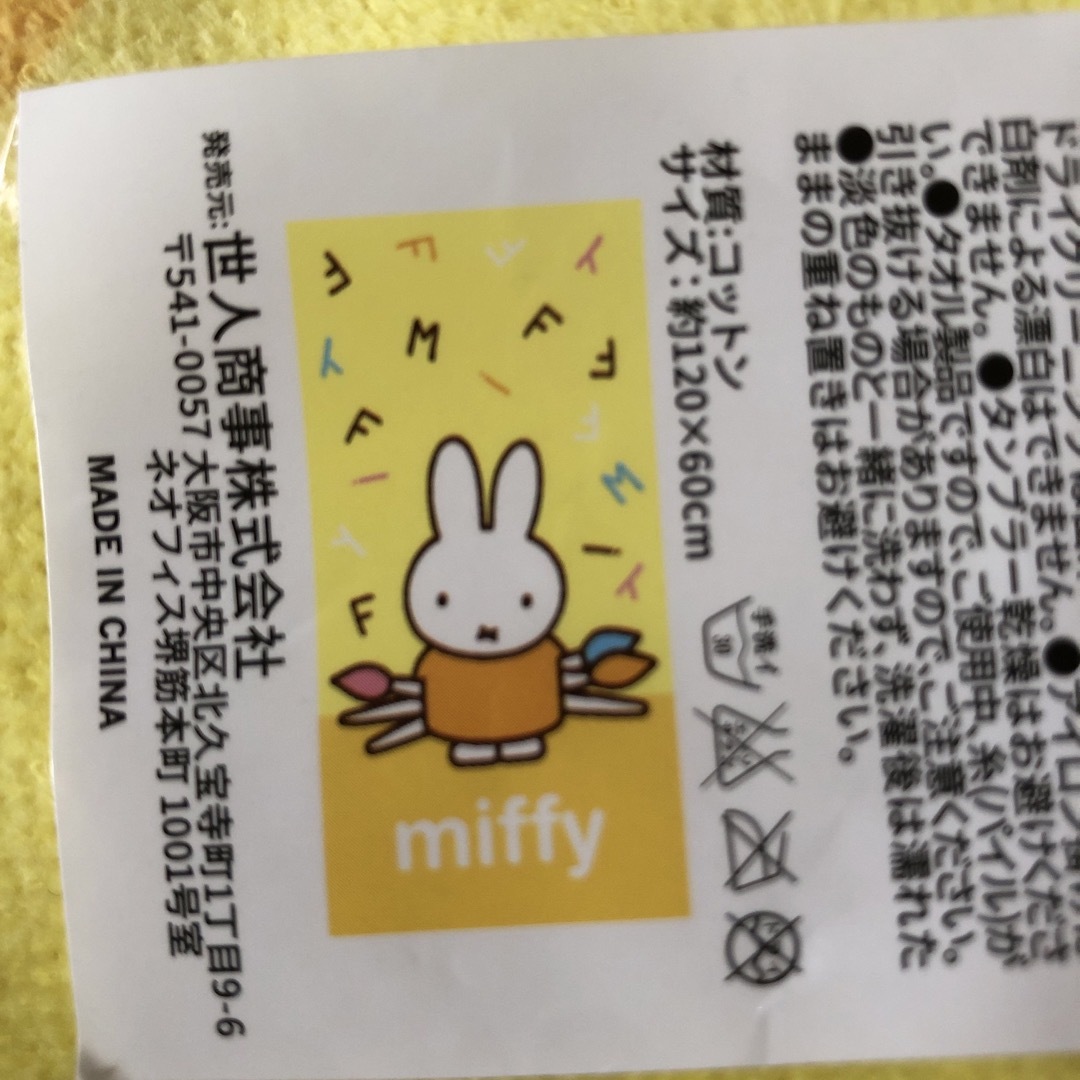 ドライクリーニングは
白剤による漂白はできません。●アイロン掛け
できません。●タンブラー乾燥はお避けくださ
い。●タオル製品ですので、ご使用中、糸(パイル)が
引き抜ける場合がありますので、ご注意ください。
●淡色のものと一緒に洗わず、洗濯後は濡れた
ままの重ね置きはお避けください。
材質:コットン
サイズ:約120×60cm
手洗イ
30
miffy
発売元:世人商事株式会社
〒541-0057 大阪市中央区北久宝寺町1丁目9-6
ネオフィス堺筋本町 1001号室
MADE IN CHINA